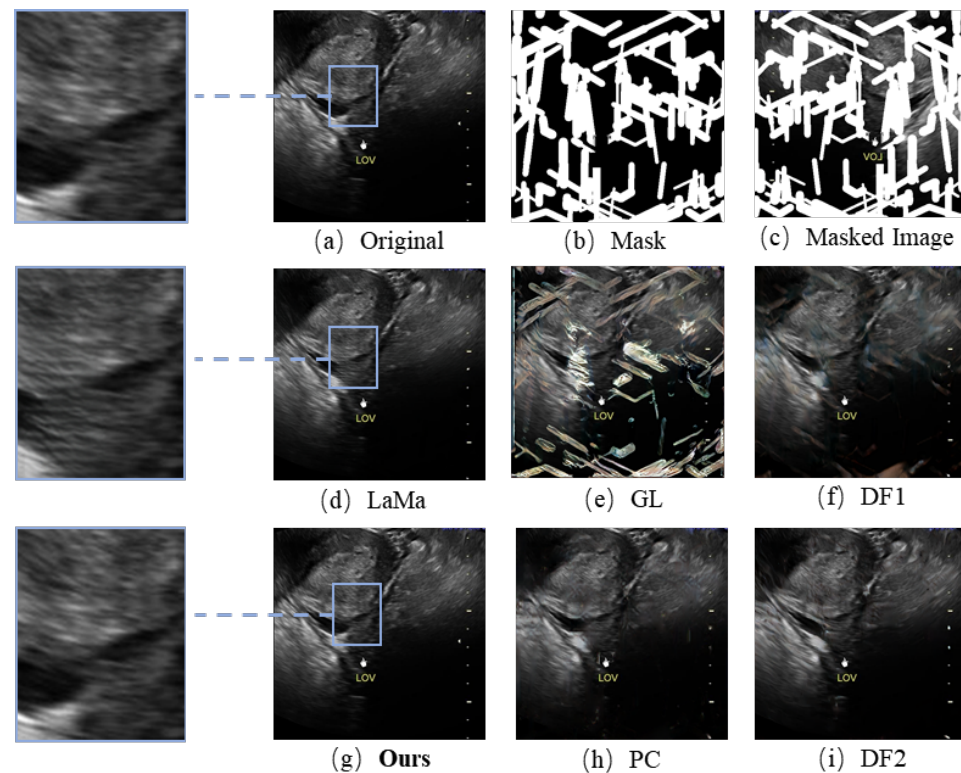 LOV
VOJ
(a) Original
(b) Mask
(c) Masked Image
LOV
LOV
LOV
(d) LaMa
(e) GL
(f) DF1
LOV
LOV
LOV
(g) Ours
(h) PC
(i) DF2